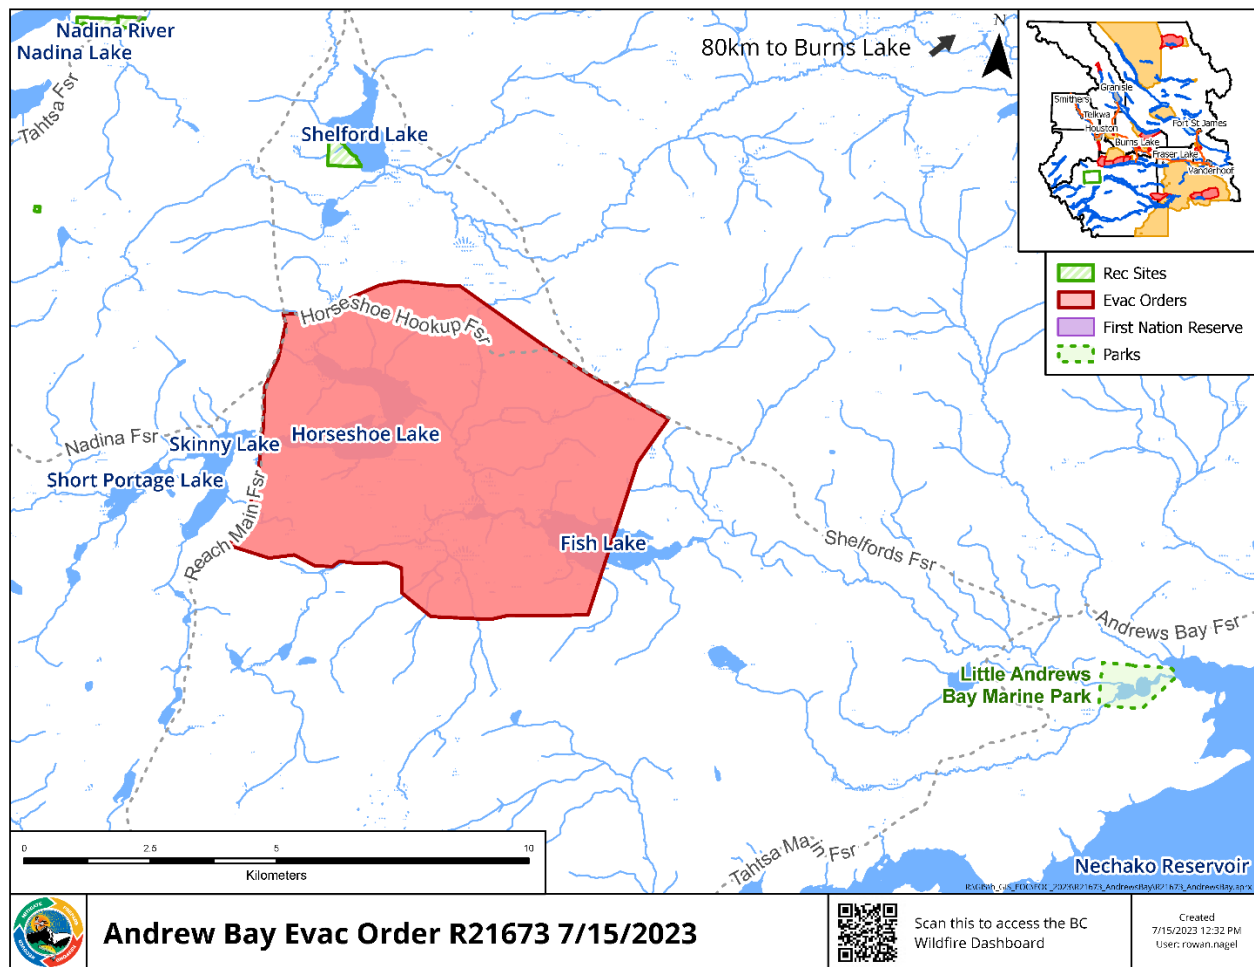 Nadina River
Nadina Lake
Tahtsa Fsr
80km to Burns Lake
N
Shelford Lake
Granisle
Smithers
Telkwa
Houston
Fort St James
Burns Lake
Fraser Lake
Vanderhoof
Rec Sites
Evac Orders
First Nation Reserve
Parks
Horseshoe Hookup Fsr
Nadina Fsr
Skinny Lake
Horseshoe Lake
Short Portage Lake
Reach Main Fsr
Fish Lake
Shelfords Fsr
Andrews Bay Fsr
Little Andrews
Bay Marine Park
Tahtsa Main Fsr
Nechako Reservoir
0 2.5 5 10
Kilometers
Andrew Bay Evac Order R21673 7/15/2023
Scan this to access the BC
Wildfire Dashboard
Created
7/15/2023 12:32 PM
User: rowan.nagel